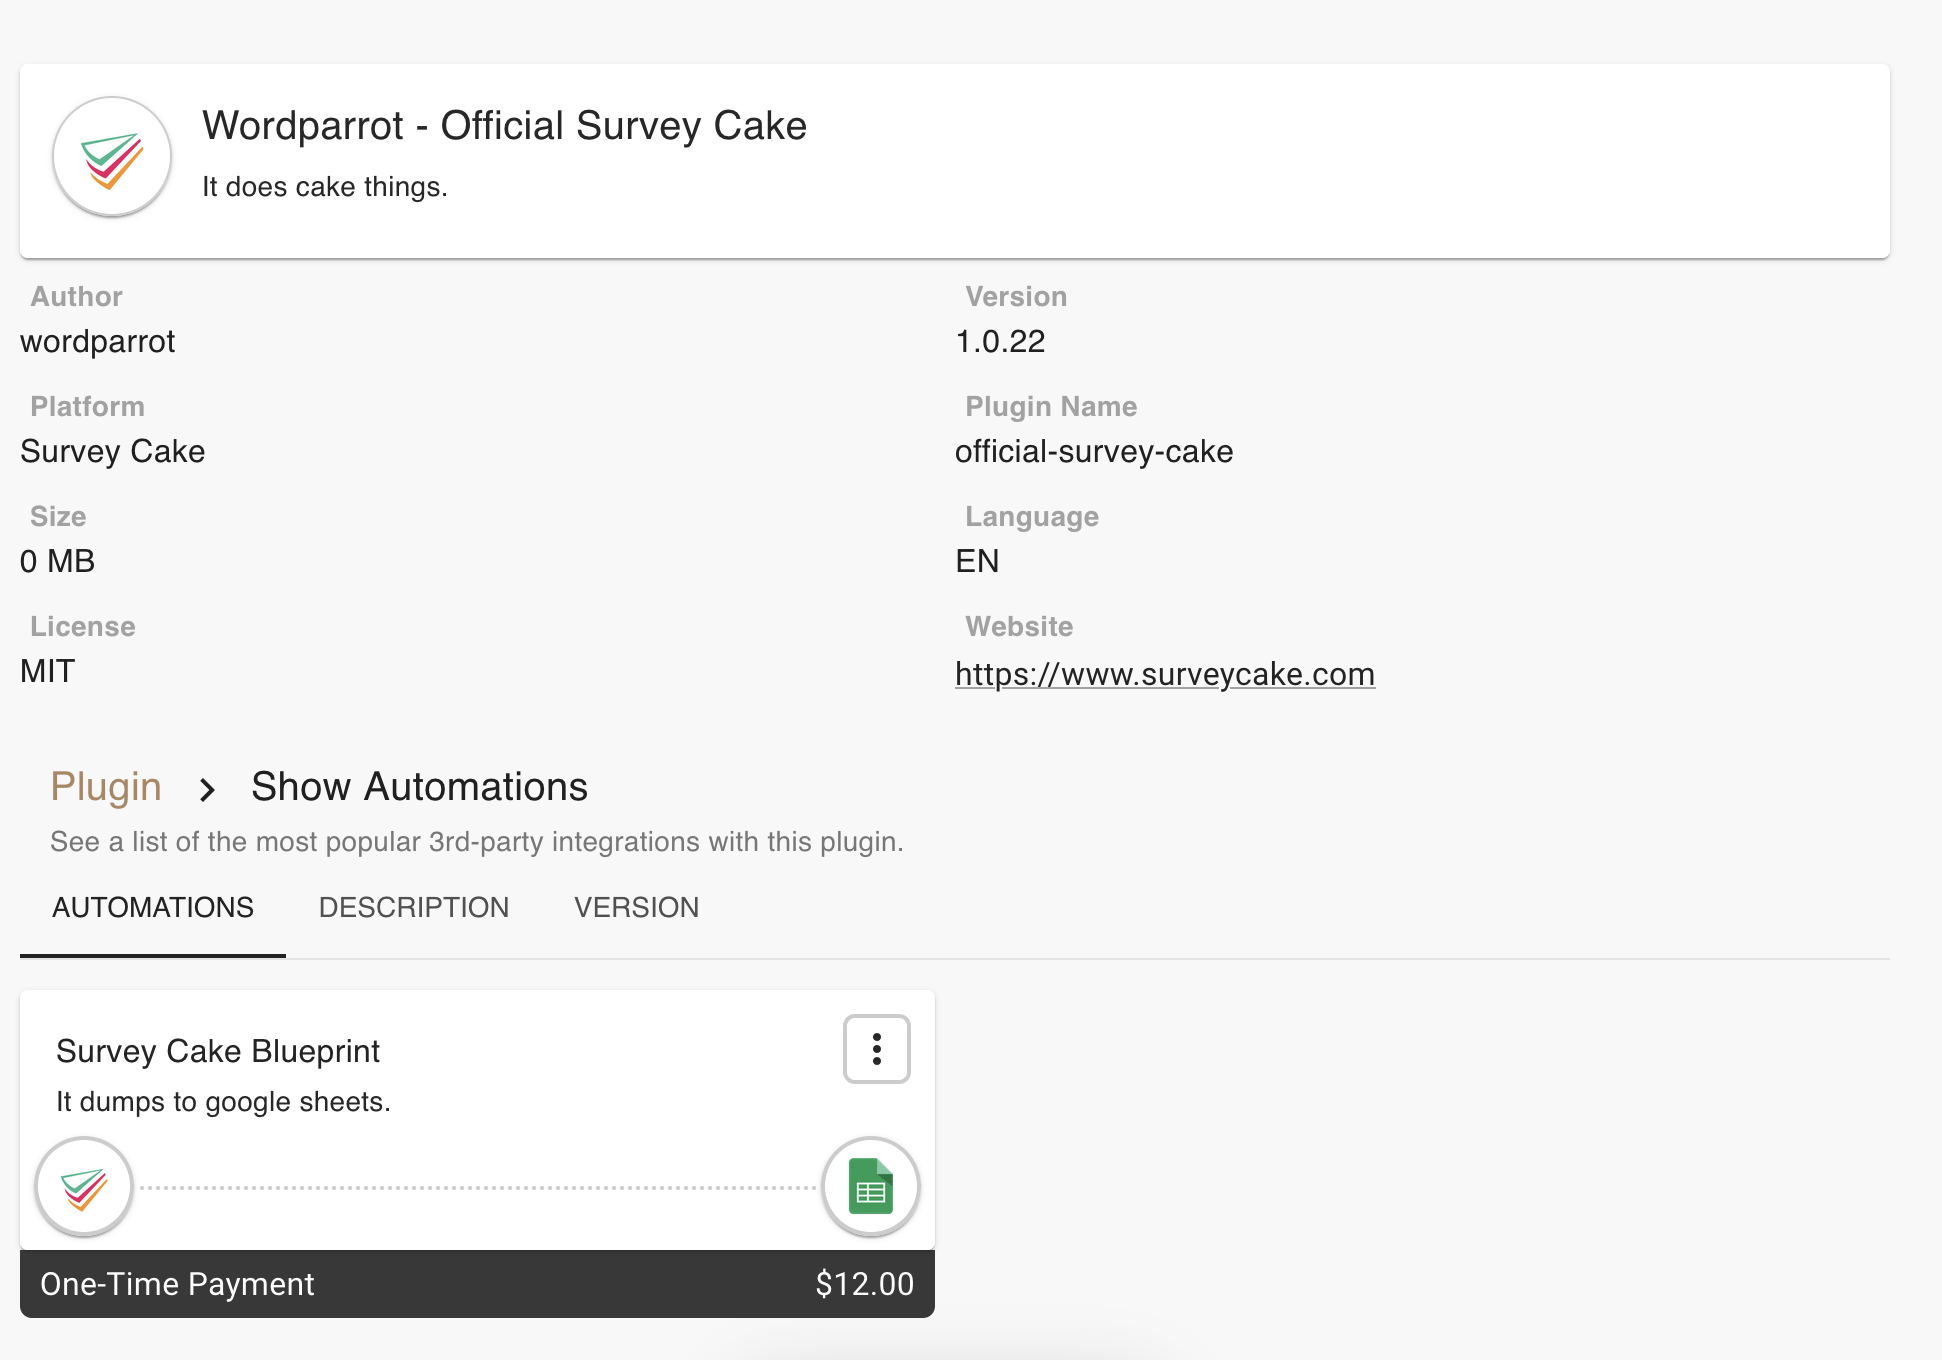 Wordparrot - Official Survey Cake
It does cake things.
Author
wordparrot
Version
1.0.22
Platform
Survey Cake
Plugin Name
official-survey-cake
Size
0 MB
Language
EN
License
MIT
Website
https://www.surveycake.com
Plugin > Show Automations
See a list of the most popular 3rd-party integrations with this plugin.
AUTOMATIONS DESCRIPTION VERSION
Survey Cake Blueprint
It dumps to google sheets.
One-Time Payment $12.00